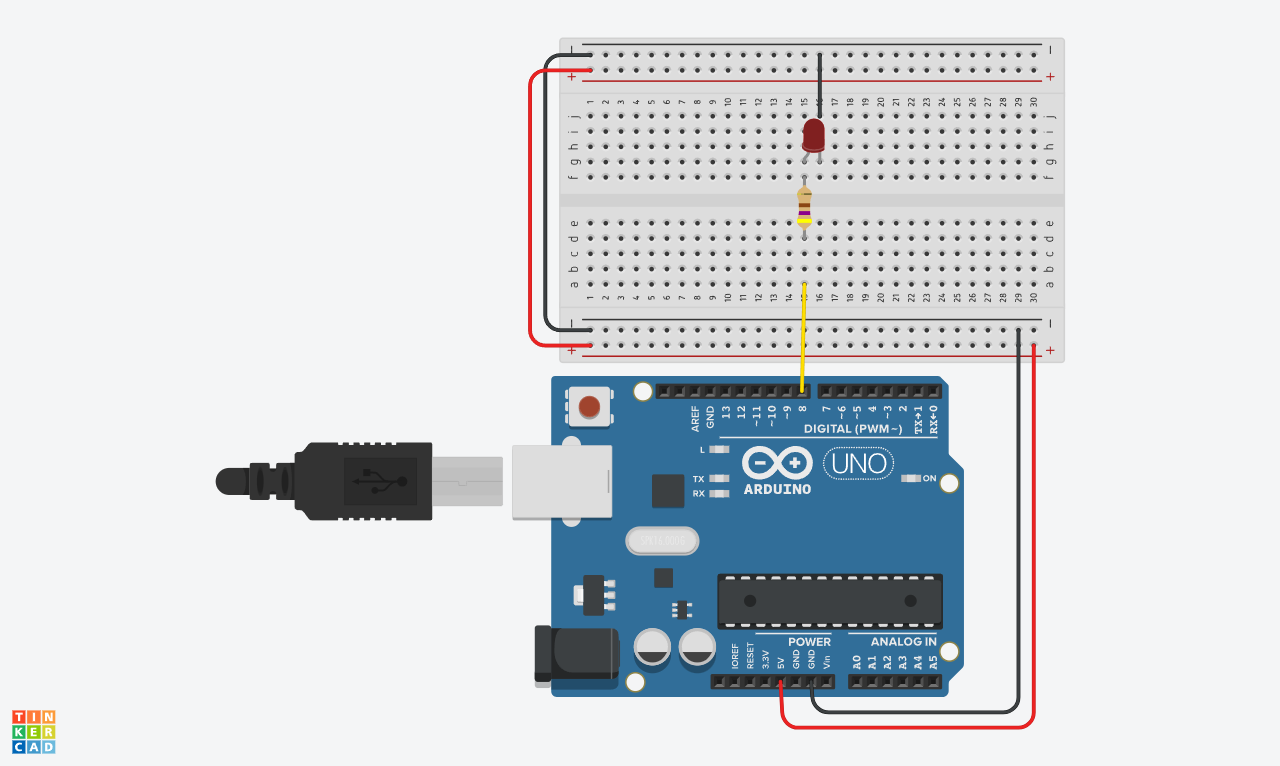 − −
+ +
1 2 3 4 5 6 7 8 9 10 11 12 13 14 15 16 17 18 19 20 21 22 23 24 25 26 27 28 29 30
j j
i i
h h
g g
f f
e e
d d
c c
b b
a a
1 2 3 4 5 6 7 8 9 10 11 12 13 14 15 16 17 18 19 20 21 22 23 24 25 26 27 28 29 30
− −
+ +
AREF GND 13 12 ~11 ~10 ~9 8 7 ~6 ~5 4 ~3 2 TX→1 RX←0
DIGITAL (PWM~)
L
TX
RX
ARDUINO
UNO
ON
POWER
ANALOG IN
IOREF RESET 3.3V 5V GND GND Vin A0 A1 A2 A3 A4 A5
TIN
KER
CAD